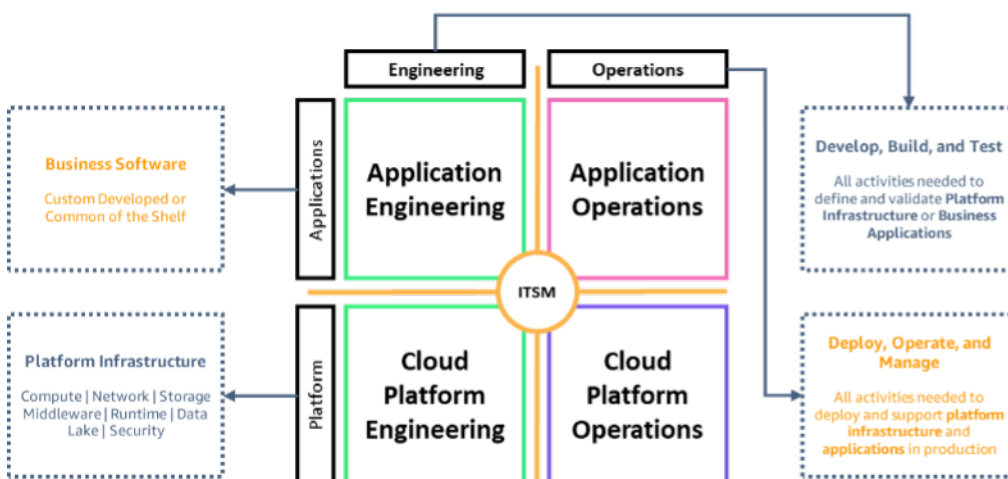 Engineering
Operations
Business Software
Custom Developed or
Common of the Shelf
Applications
Application
Engineering
Application
Operations
Develop, Build, and Test
All activities needed to
define and validate Platform
Infrastructure or Business
Applications
ITSM
Platform Infrastructure
Compute | Network | Storage
Middleware | Runtime | Data
Lake | Security
Platform
Cloud
Platform
Engineering
Cloud
Platform
Operations
Deploy, Operate, and
Manage
All activities needed to
deploy and support platform
infrastructure and
applications in production